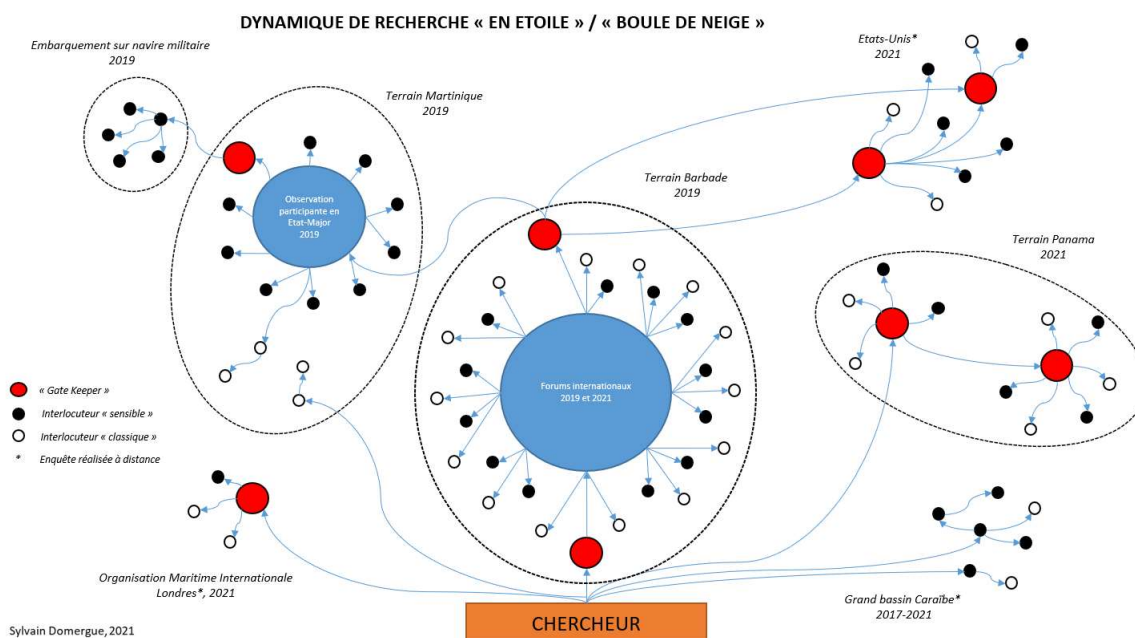 DYNAMIQUE DE RECHERCHE « EN ETOILE » / « BOULE DE NEIGE »
Embarquement sur navire militaire
2019
Terrain Martinique
2019
Etats-Unis*
2021
Terrain Barbade
2019
Observation
participante en
Etat-Major
2019
Terrain Panama
2021
Forums internationaux
2019 et 2021
« Gate Keeper »
Interlocuteur « sensible »
Interlocuteur « classique »
* Enquête réalisée à distance
Organisation Maritime Internationale
Londres*, 2021
Grand bassin Caraïbe*
2017-2021
CHERCHEUR
Sylvain Domergue, 2021